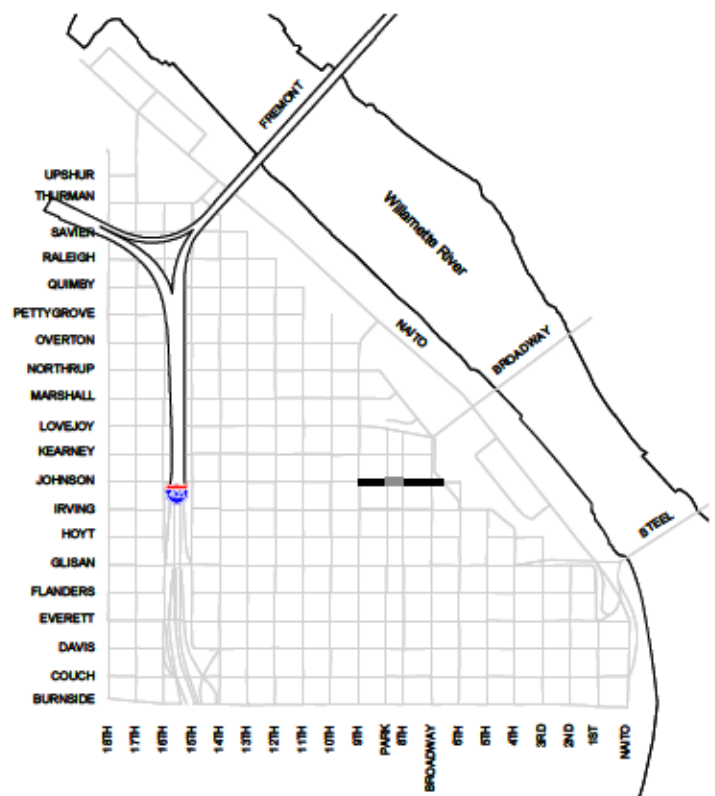 FREMONT
UPSHUR
THURMAN
Willamette River
SAVIER
RALEIGH
QUIMBY
PETTYGROVE
NAITO
BROADWAY
OVERTON
NORTHRUP
MARSHALL
LOVEJOY
KEARNEY
JOHNSON
405
IRVING
STEEL
HOYT
GLISAN
FLANDERS
EVERETT
DAVIS
COUCH
BURNSIDE
18TH
17TH
16TH
15TH
14TH
13TH
12TH
11TH
10TH
9TH
PARK
8TH
BROADWAY
6TH
5TH
4TH
3RD
2ND
1ST
NAITO